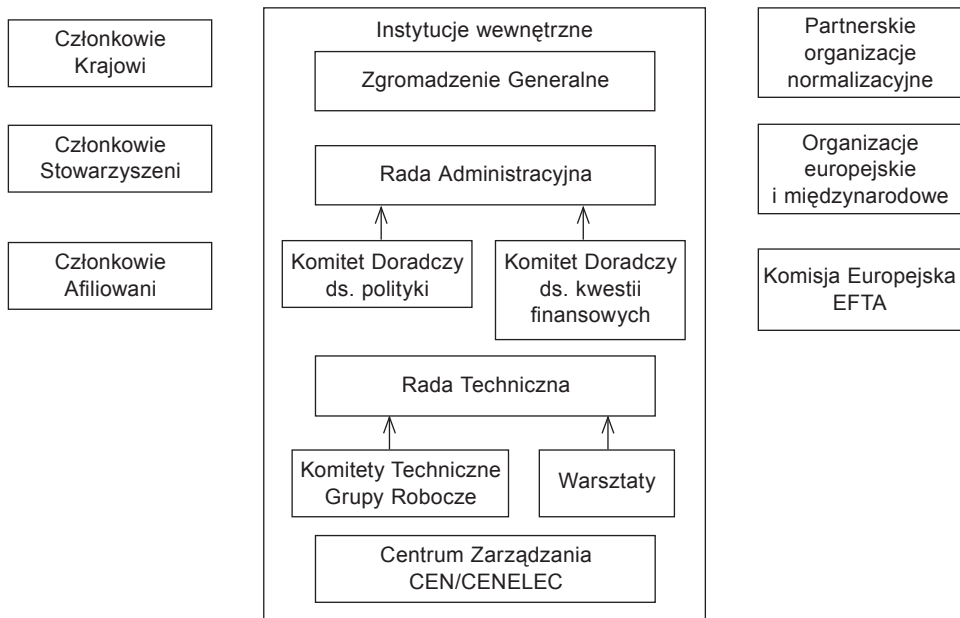 Członkowie
Krajowi
Członkowie
Stowarzyszeni
Członkowie
Afiliowani
Instytucje wewnętrzne
Zgromadzenie Generalne
Rada Administracyjna
Komitet Doradczy
ds. polityki
Komitet Doradczy
ds. kwestii
finansowych
Rada Techniczna
Komitety Techniczne
Grupy Robocze
Warsztaty
Centrum Zarządzania
CEN/CENELEC
Partnerskie
organizacje
normalizacyjne
Organizacje
europejskie
i międzynarodowe
Komisja Europejska
EFTA